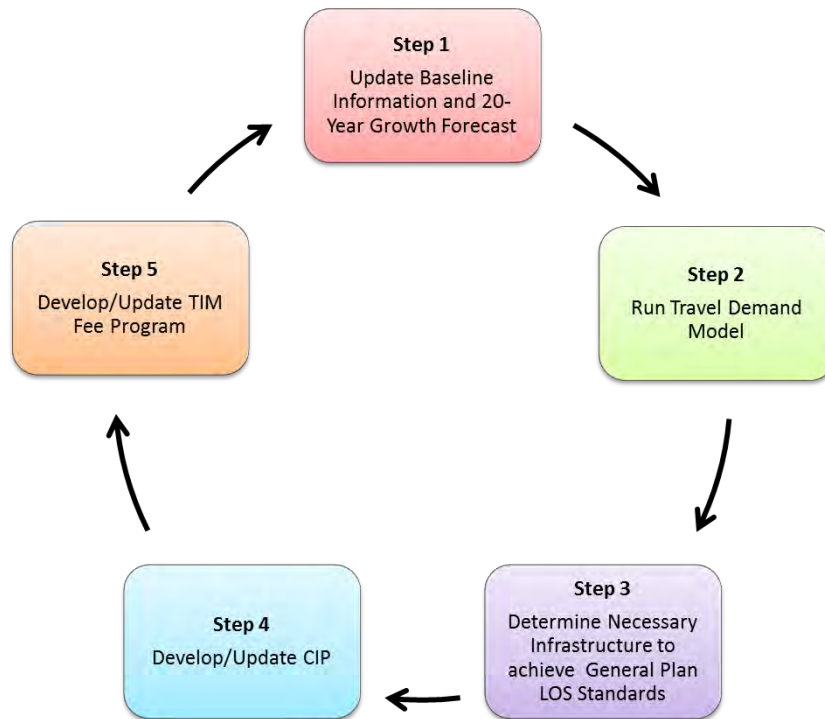 Step 1
Update Baseline
Information and 20-
Year Growth Forecast
Step 2
Run Travel Demand
Model
Step 3
Determine Necessary
Infrastructure to
achieve General Plan
LOS Standards
Step 4
Develop/Update CIP
Step 5
Develop/Update TIM
Fee Program